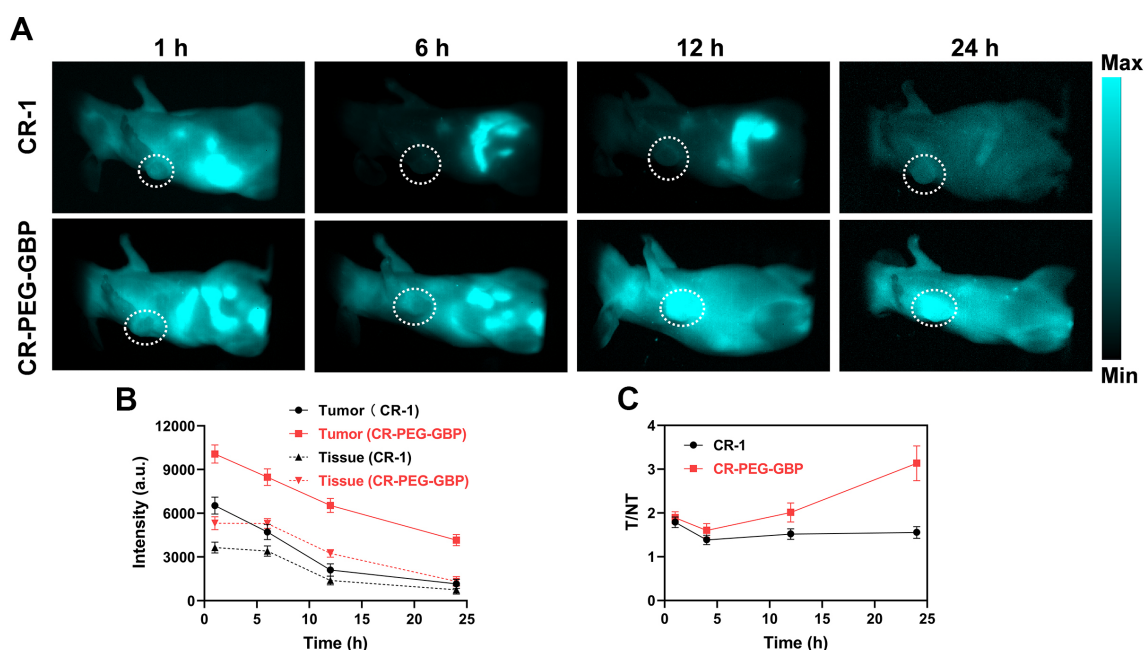 A
1 h 6 h 12 h 24 h
CR-1
CR-PEG-GBP
Max
Min
B
Tumor ( CR-1)
Tumor (CR-PEG-GBP)
Tissue (CR-1)
Tissue (CR-PEG-GBP)
Intensity (a.u.)
12000
9000
6000
3000
0
0 5 10 15 20 25
Time (h)
C
CR-1
CR-PEG-GBP
T/NT
4
3
2
1
0
0 5 10 15 20 25
Time (h)